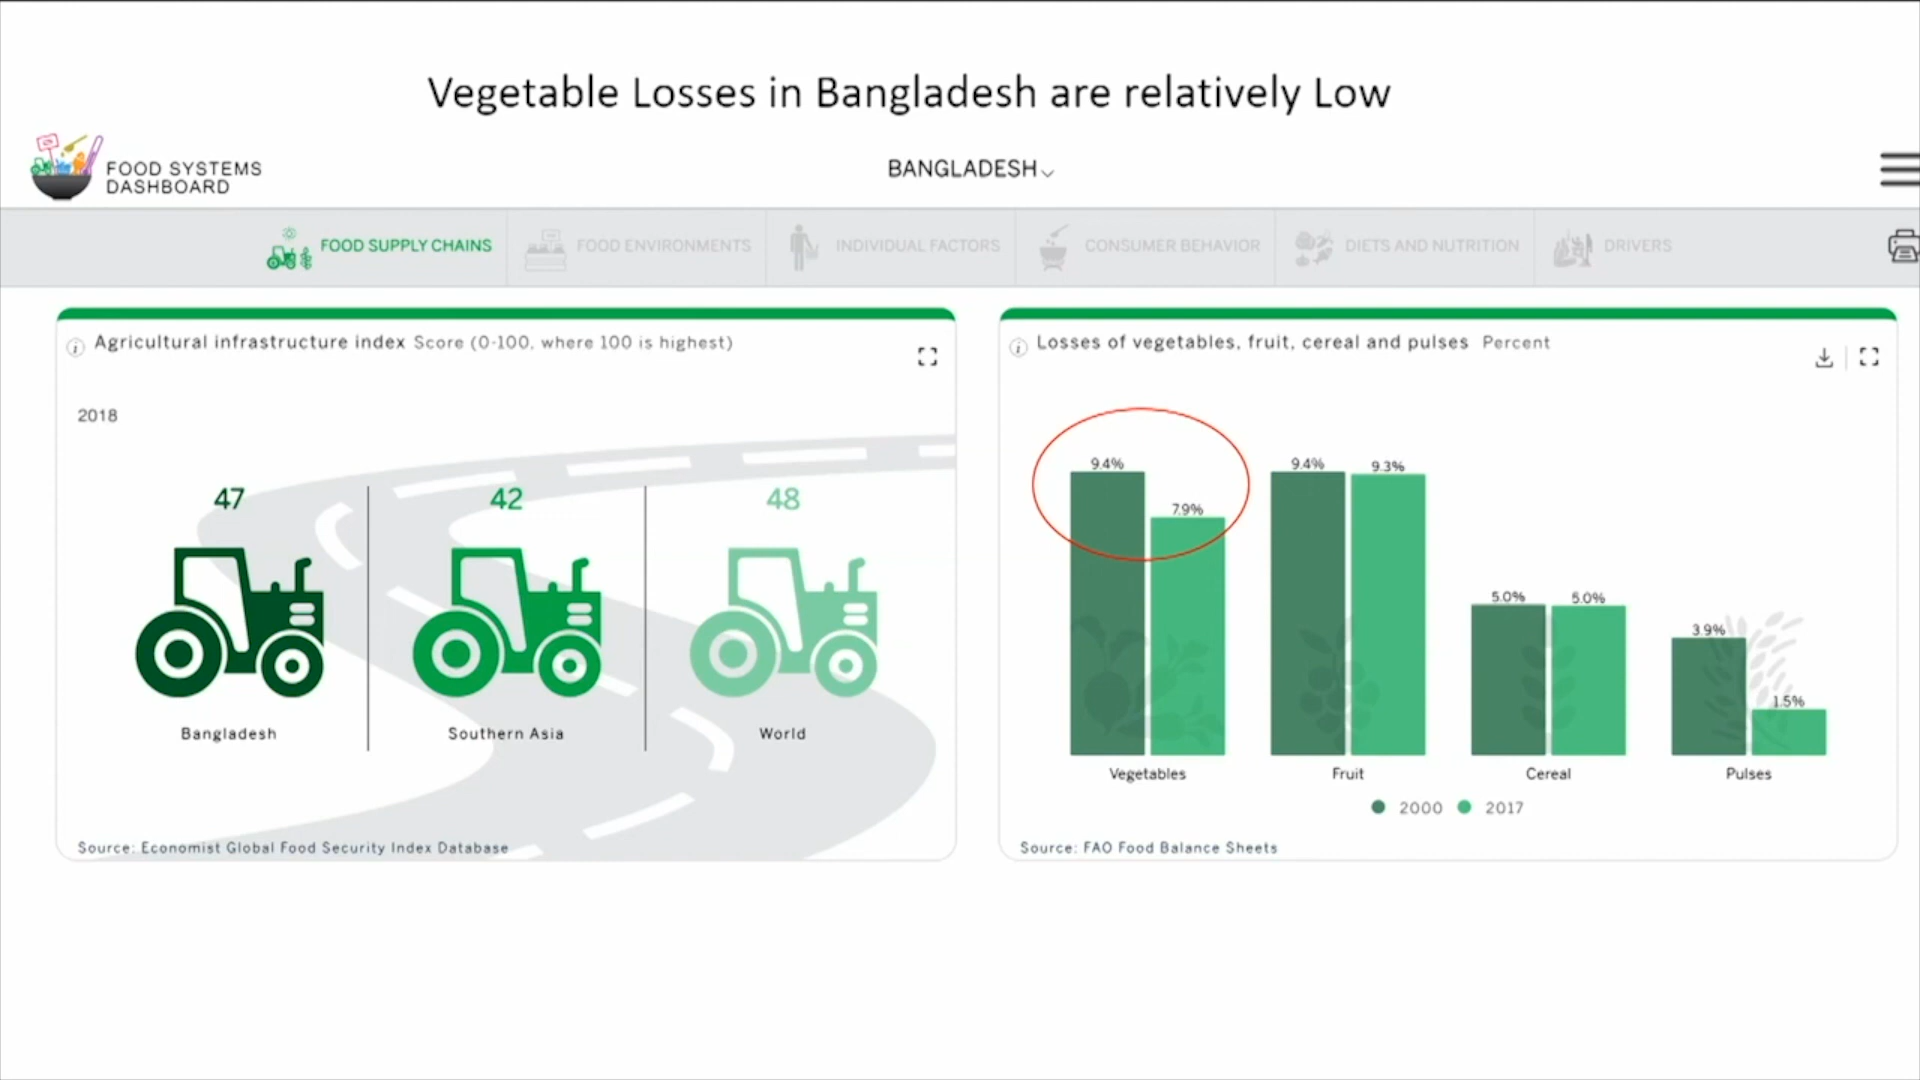 Vegetable Losses in Bangladesh are relatively Low
FOOD SYSTEMS
DASHBOARD
BANGLADESH
FOOD SUPPLY CHAINS
FOOD ENVIRONMENTS
INDIVIDUAL FACTORS
CONSUMER BEHAVIOR
DIETS AND NUTRITION
DRIVERS
Agricultural infrastructure index Score (0-100, where 100 is highest)
2018
47
42
48
Bangladesh
Southern Asia
World
Source: Economist Global Food Security Index Database
Losses of vegetables, fruit, cereal and pulses Percent
9.4%
7.9%
9.4%
9.3%
5.0%
5.0%
3.9%
1.5%
Vegetables
Fruit
Cereal
Pulses
2000
2017
Source: FAO Food Balance Sheets